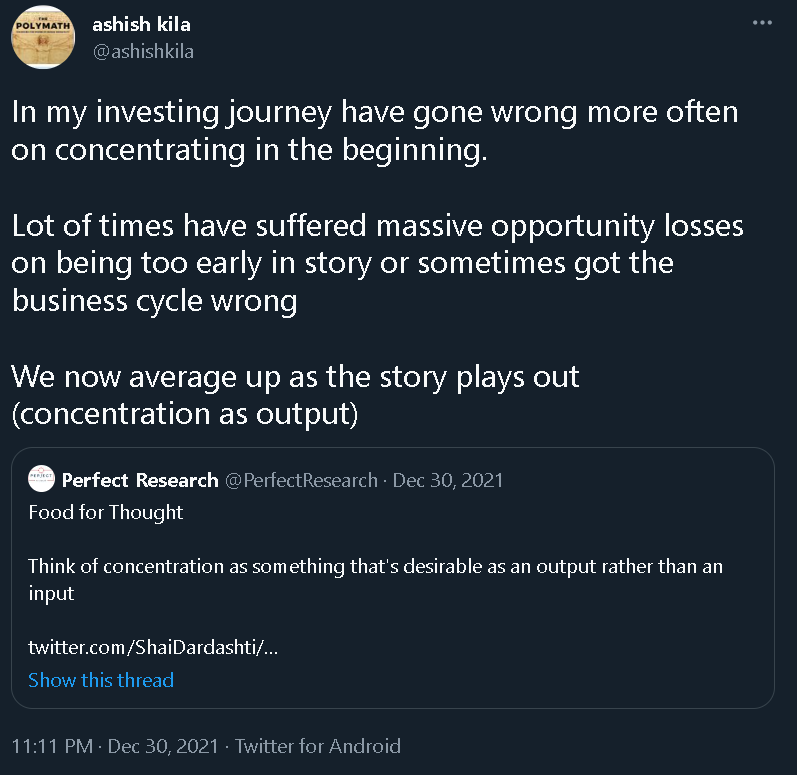 THE
POLYMATH
ashish kila
@ashishkila
In my investing journey have gone wrong more often
on concentrating in the beginning.
Lot of times have suffered massive opportunity losses
on being too early in story or sometimes got the
business cycle wrong
We now average up as the story plays out
(concentration as output)
PERFECT
Perfect Research @PerfectResearch · Dec 30, 2021
Food for Thought
Think of concentration as something that's desirable as an output rather than an
input
twitter.com/ShaiDardashti/...
Show this thread
11:11 PM · Dec 30, 2021 · Twitter for Android